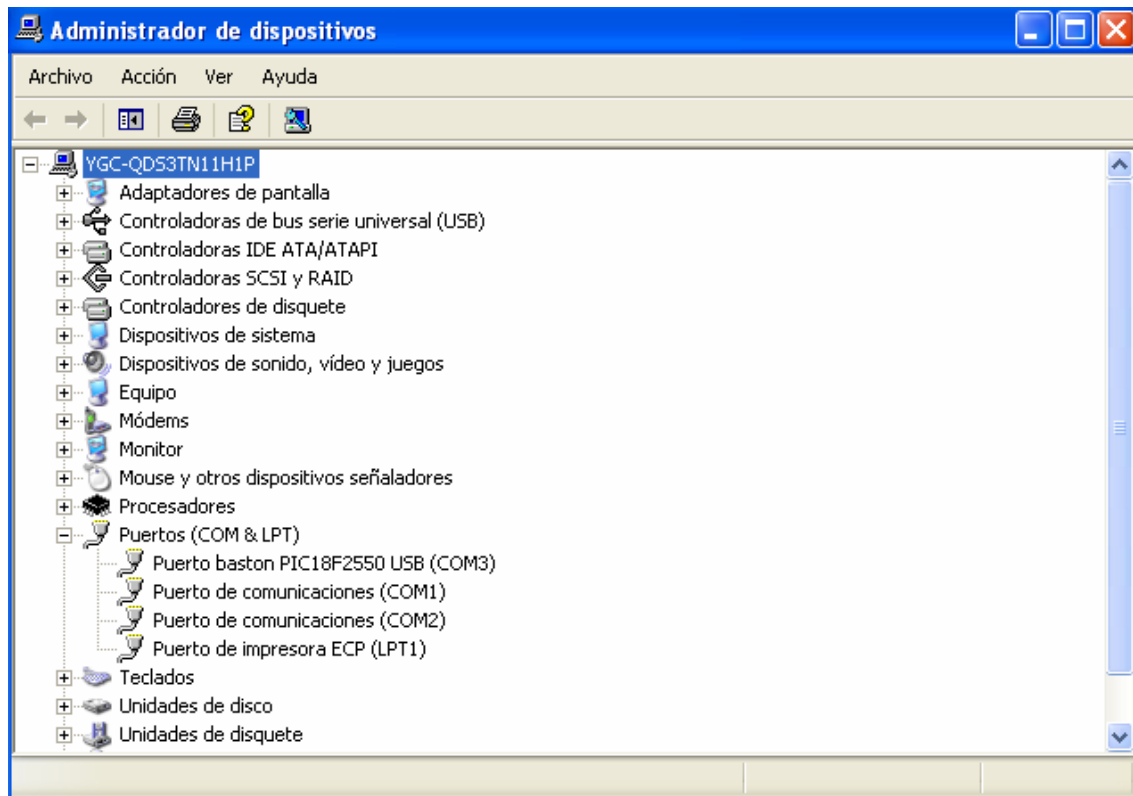 Administrador de dispositivos
Archivo Acción Ver Ayuda
YGC-QDS3TN11H1P
Adaptadores de pantalla
Controladoras de bus serie universal (USB)
Controladoras IDE ATA/ATAPI
Controladoras SCSI y RAID
Controladores de disquete
Dispositivos de sistema
Dispositivos de sonido, vídeo y juegos
Equipo
Módems
Monitor
Mouse y otros dispositivos señaladores
Procesadores
Puertos (COM & LPT)
Puerto baston PIC18F2550 USB (COM3)
Puerto de comunicaciones (COM1)
Puerto de comunicaciones (COM2)
Puerto de impresora ECP (LPT1)
Teclados
Unidades de disco
Unidades de disquete